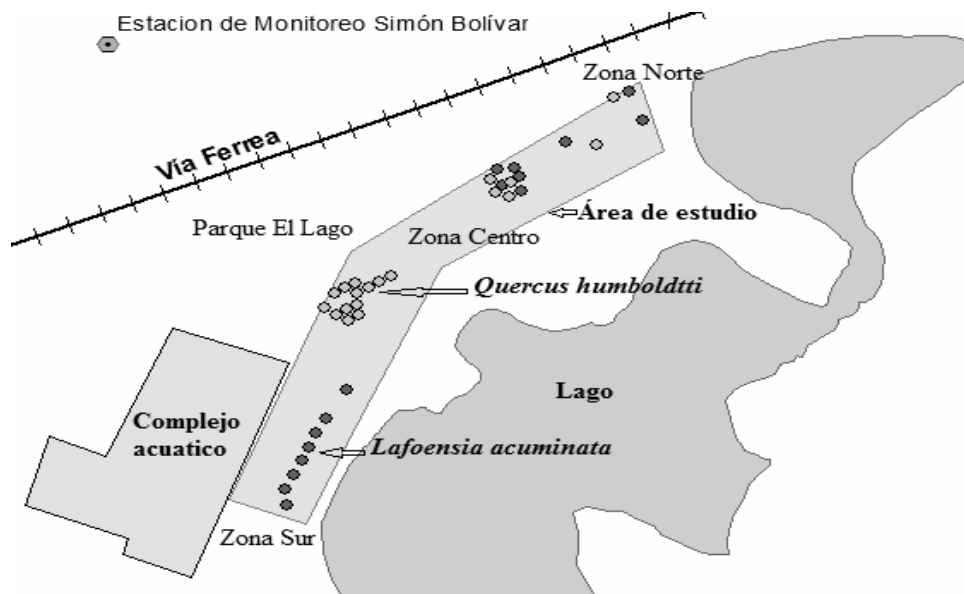 Estacion de Monitoreo Simón Bolívar
Zona Norte
Vía Ferrea
Área de estudio
Parque El Lago
Zona Centro
Quercus humboldtti
Lago
Complejo
acuatico
Lafoensia acuminata
Zona Sur